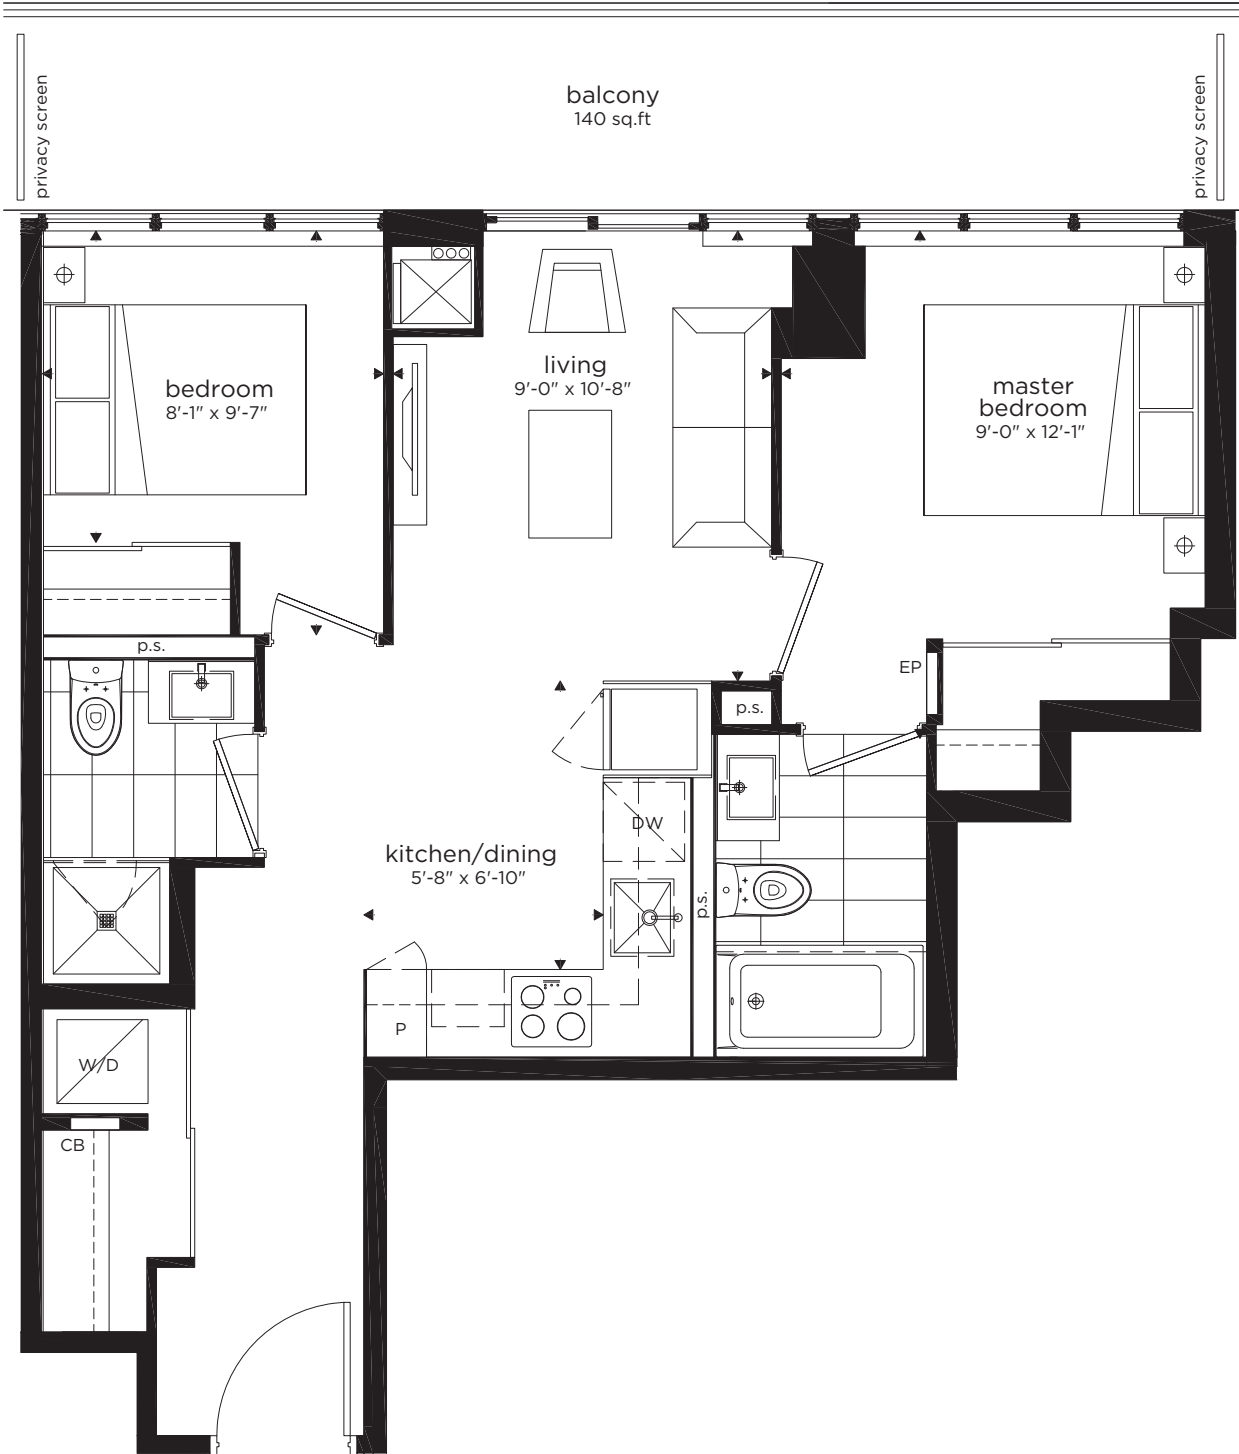 privacy screen
balcony
140 sq.ft
privacy screen
bedroom
8'-1" x 9'-7"
living
9'-0" x 10'-8"
master
bedroom
9'-0" x 12'-1"
p.s.
EP
p.s.
DW
kitchen/dining
5'-8" x 6'-10"
p.s.
P
W/D
CB